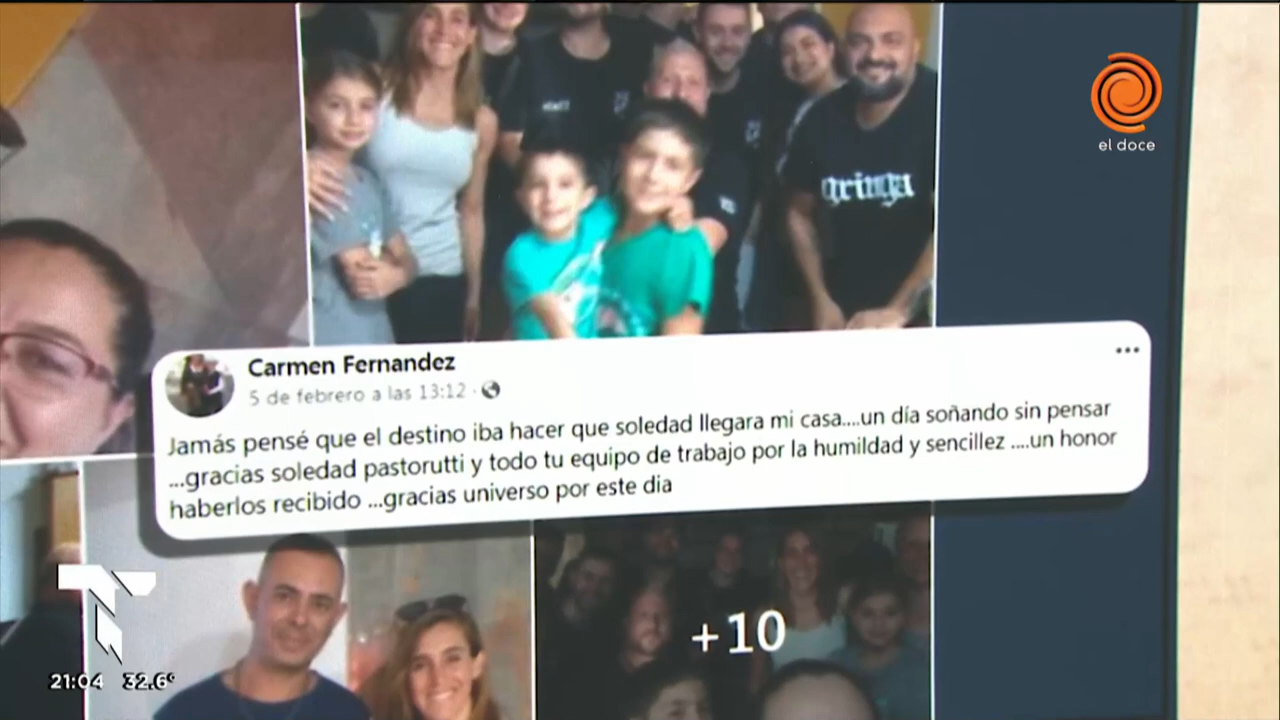 gringa
el doce
Carmen Fernandez
5 de febrero a las 13:12
Jamás pensé que el destino iba hacer que soledad llegara mi casa....un día soñando sin pensar
...gracias soledad pastorutti y todo tu equipo de trabajo por la humildad y sencillez ....un honor
haberlos recibido ...gracias universo por este dia
+10
21:04 32.6°